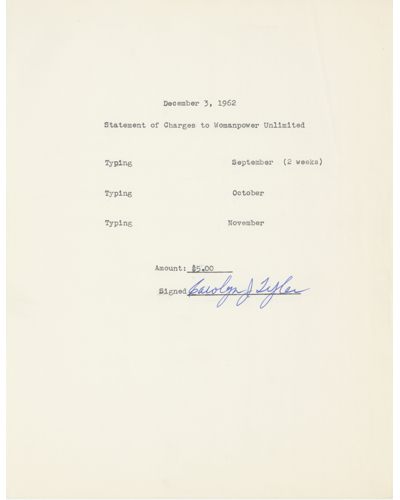 December 3, 1962
Statement of Charges to Womanpower Unlimited
Typing September (2 weeks)
Typing October
Typing November
Amount: $5.00
Signed Carolyn J Tyler